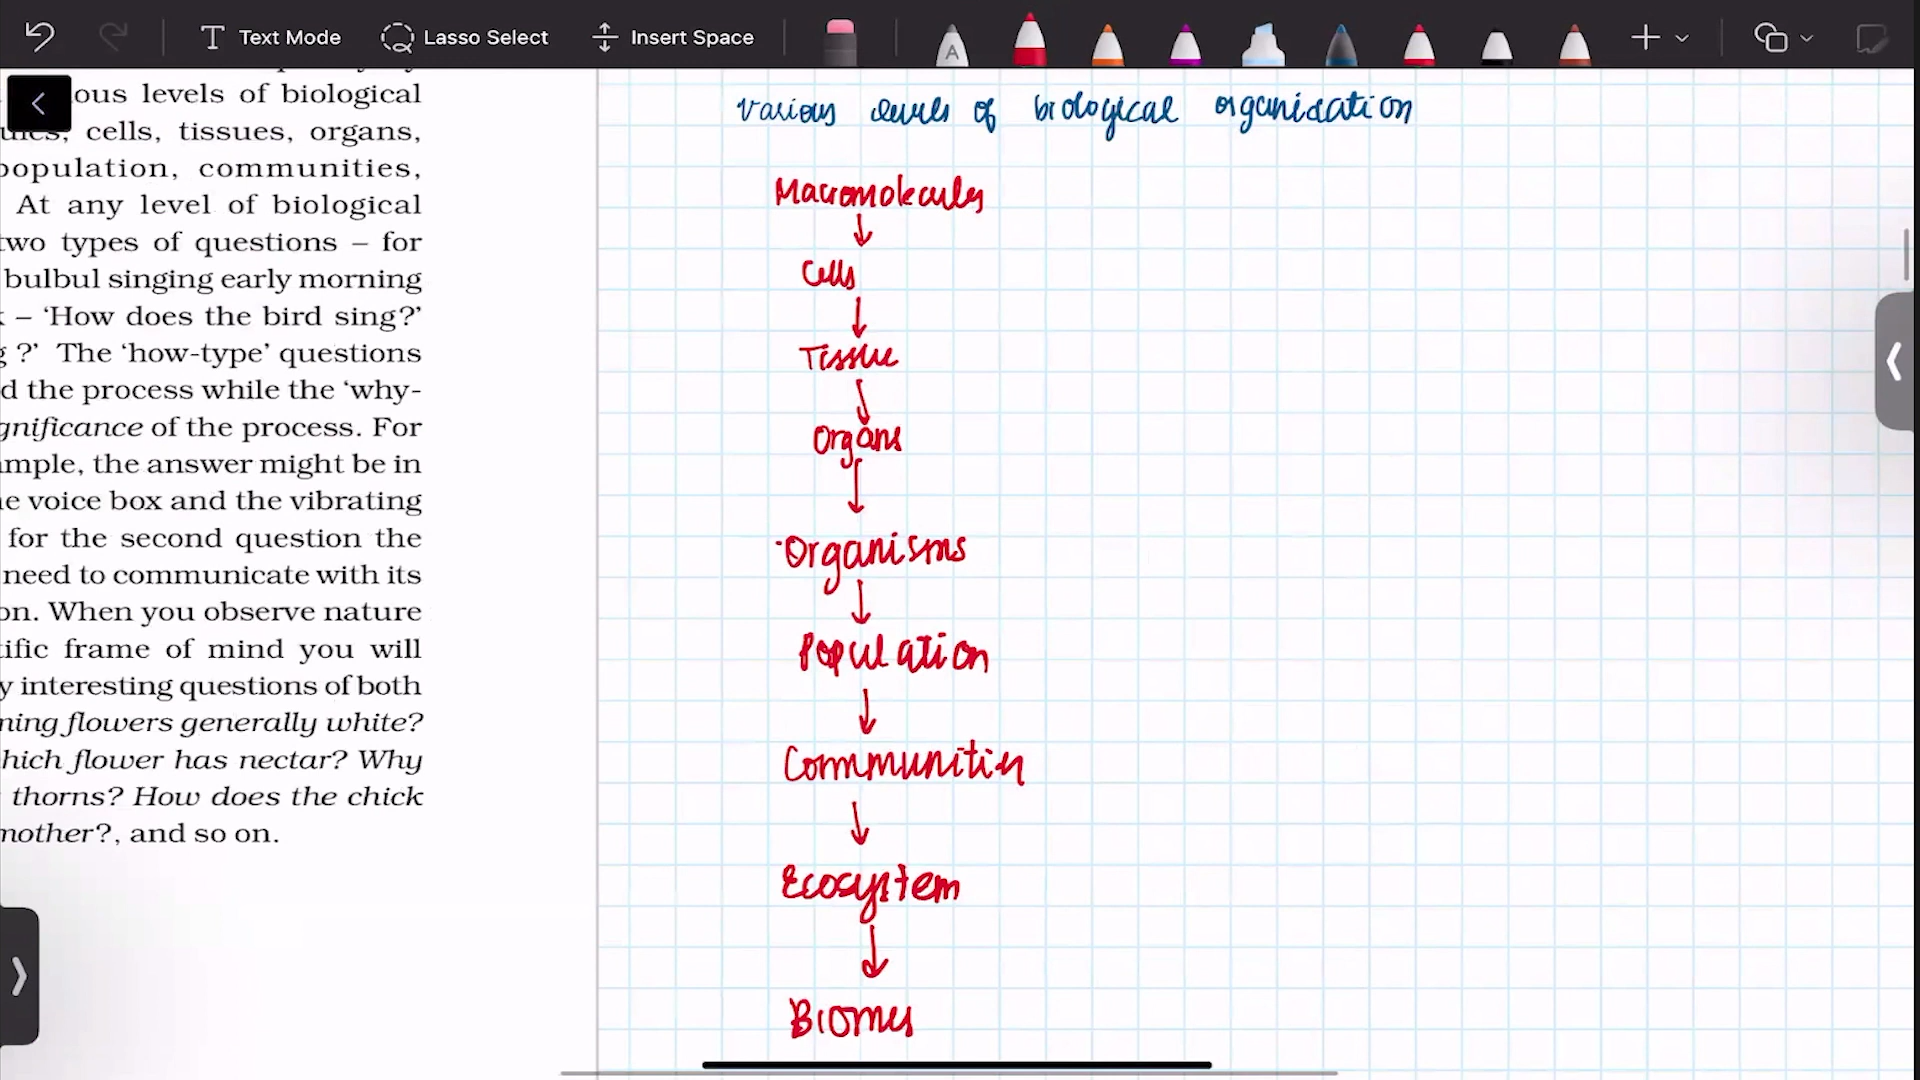 Text Mode Lasso Select Insert Space
A
ous levels of biological
cells, tissues, organs,
population, communities,
At any level of biological
two types of questions – for
bulbul singing early morning
– ‘How does the bird sing?’
?’ The ‘how-type’ questions
d the process while the ‘why-
gnificance of the process. For
ample, the answer might be in
e voice box and the vibrating
for the second question the
need to communicate with its
on. When you observe nature
tific frame of mind you will
y interesting questions of both
ning flowers generally white?
hich flower has nectar? Why
thorns? How does the chick
mother?, and so on.
Various levels of biological organisation
Macromolecules
↓
Cells
↓
Tissue
↓
Organs
↓
Organisms
↓
Population
↓
Communities
↓
Ecosystem
↓
Biomes